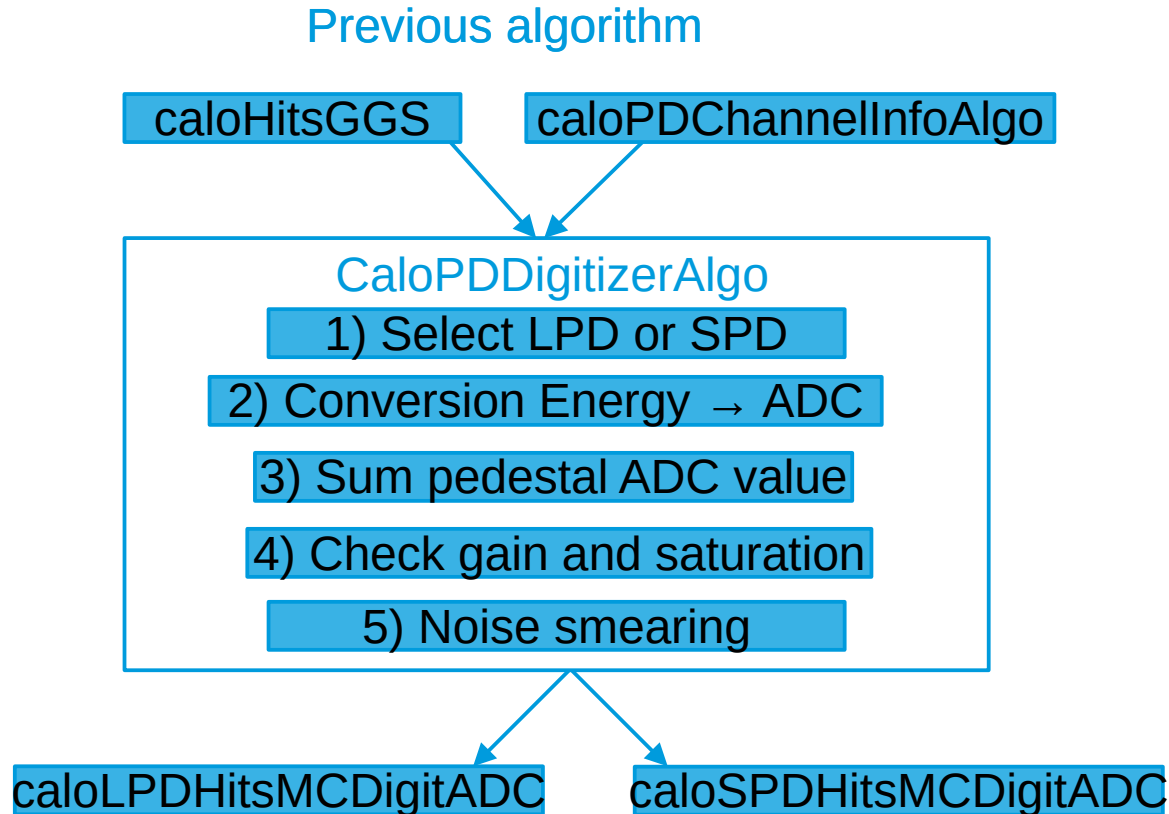 Previous algorithm
caloHitsGGS
caloPDChannelInfoAlgo
CaloPDDigitizerAlgo
1) Select LPD or SPD
2) Conversion Energy → ADC
3) Sum pedestal ADC value
4) Check gain and saturation
5) Noise smearing
caloLPDHitsMCDigitADC
caloSPDHitsMCDigitADC